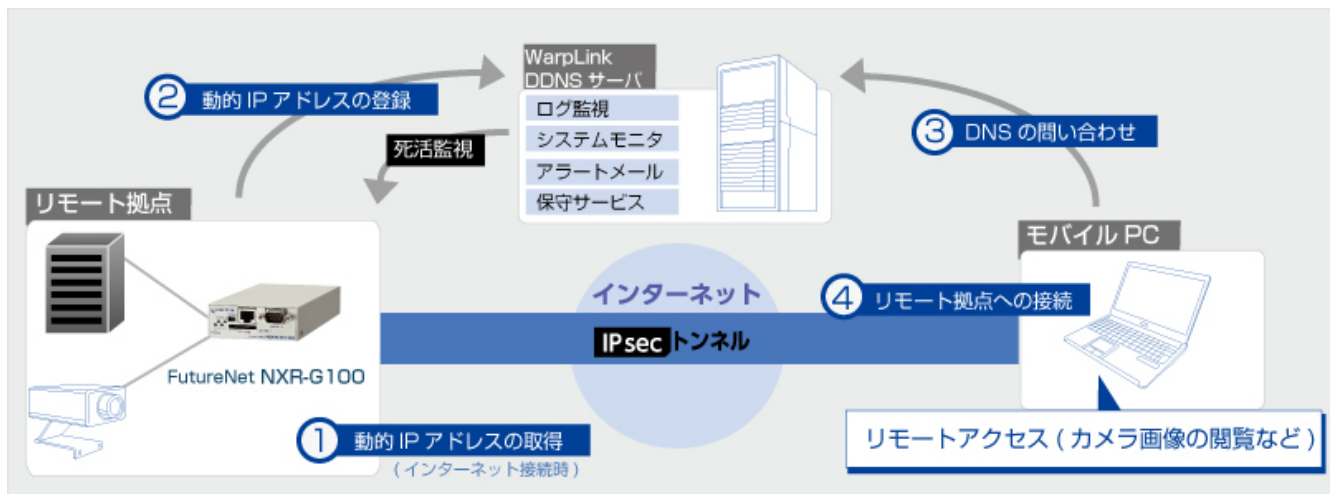 WarpLink
DDNS サーバ
② 動的 IP アドレスの登録
ログ監視
システムモニタ
アラートメール
保守サービス
死活監視
③ DNS の問い合わせ
リモート拠点
FutureNet NXR-G100
① 動的 IP アドレスの取得
(インターネット接続時)
インターネット
IPsec トンネル
モバイル PC
④ リモート拠点への接続
リモートアクセス ( カメラ画像の閲覧など )